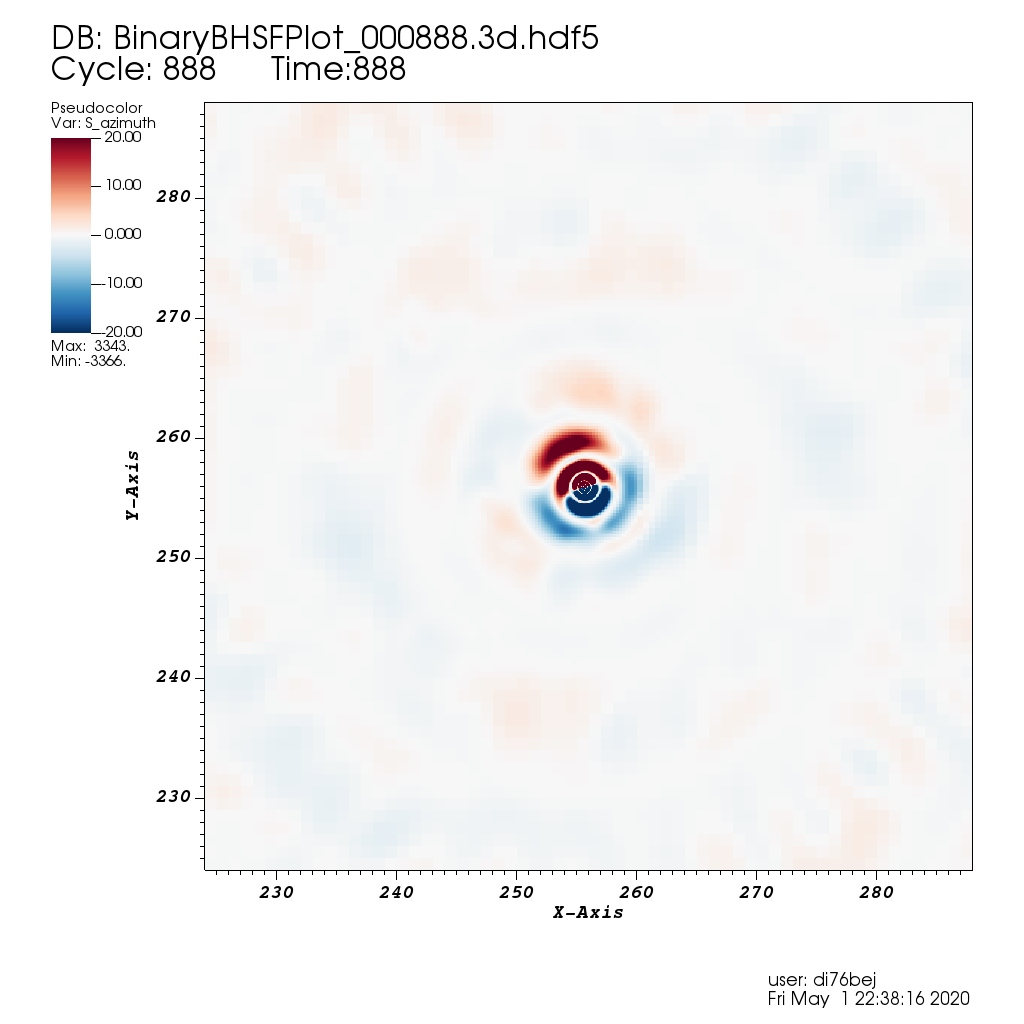 DB: BinaryBHSFPlot_000888.3d.hdf5
Cycle: 888 Time:888
Pseudocolor
Var: S_azimuth
20.00
10.00
0.000
-10.00
-20.00
Max: 3343.
Min: -3366.
280
270
260
250
240
230
Y-Axis
230 240 250 260 270 280
X-Axis
user: di76bej
Fri May 1 22:38:16 2020